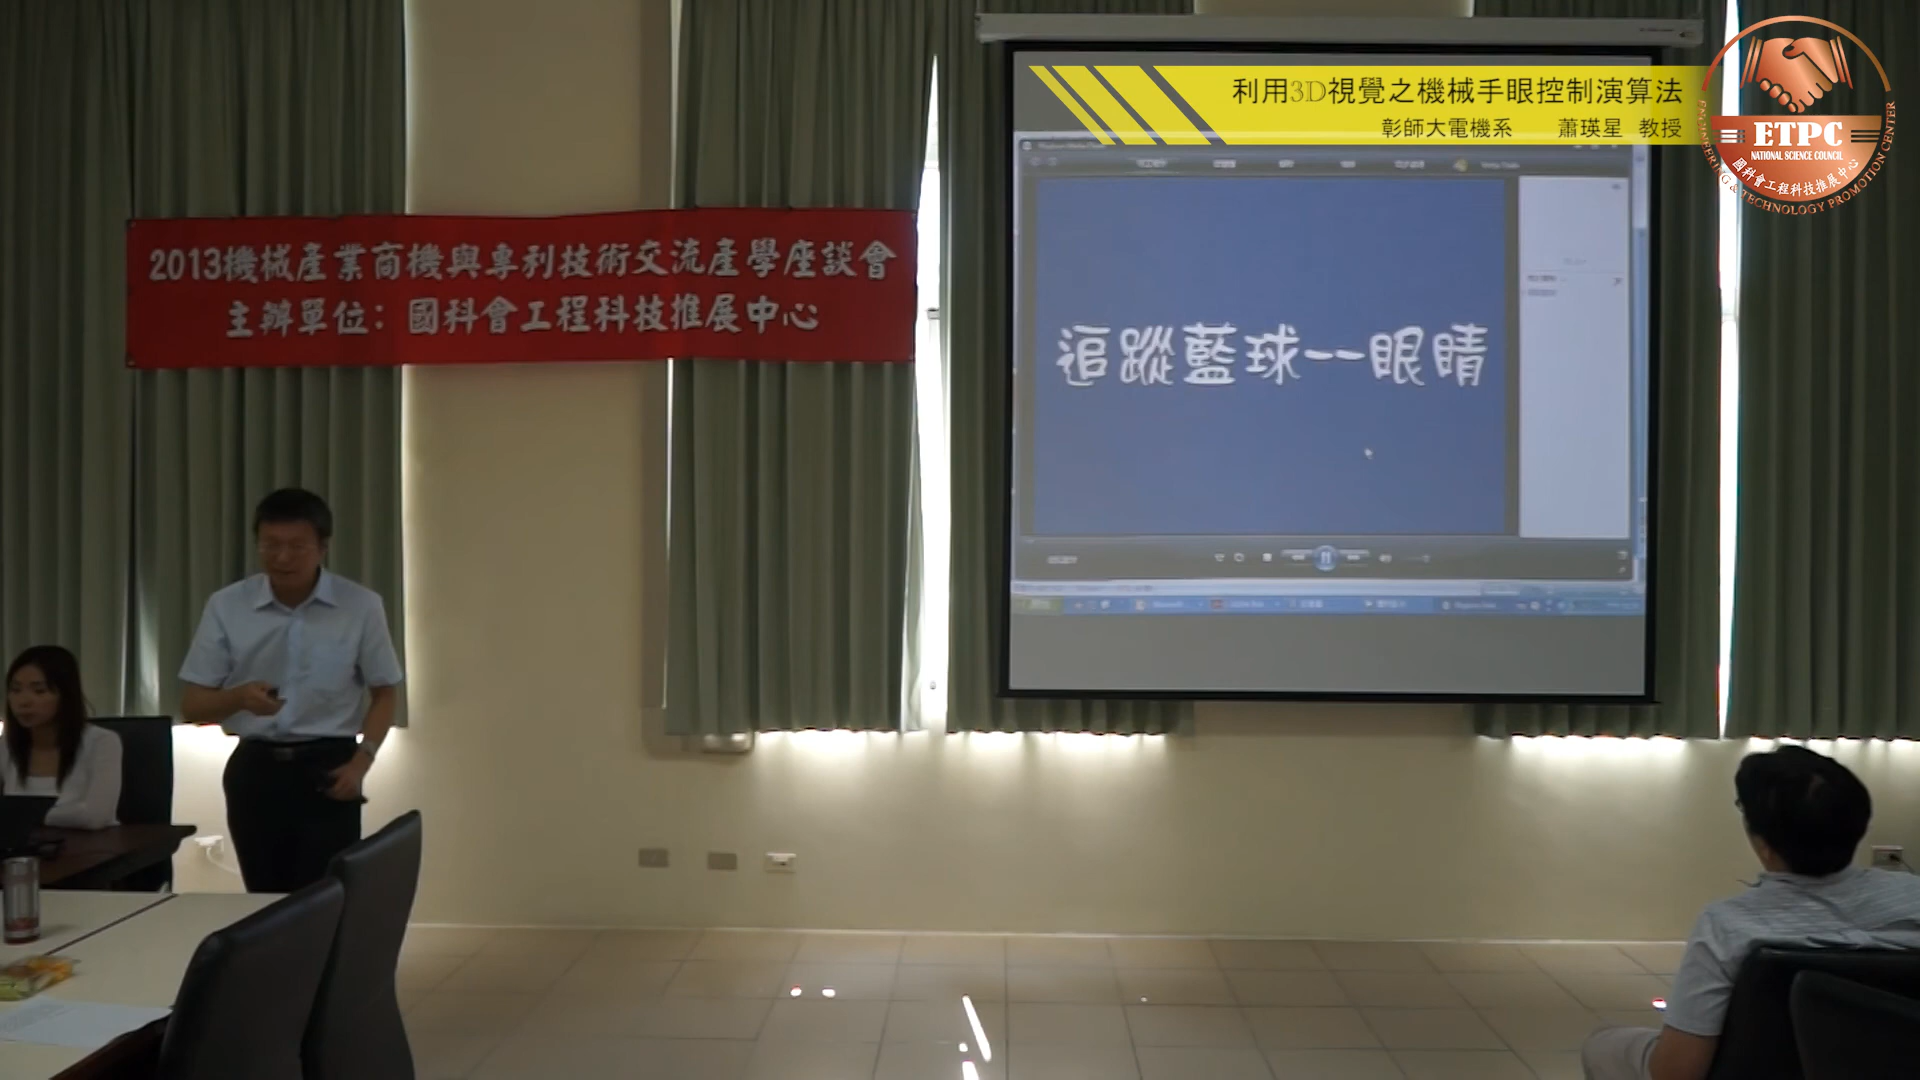 利用3D視覺之機械手眼控制演算法
彰師大電機系 蕭瑛星 教授
ETPC
NATIONAL SCIENCE COUNCIL
國科會工程科技推展中心
ENGINEERING & TECHNOLOGY PROMOTION CENTER
2013機械產業商機與專利技術交流產學座談會
主辦單位：國科會工程科技推展中心
追蹤藍球--眼睛